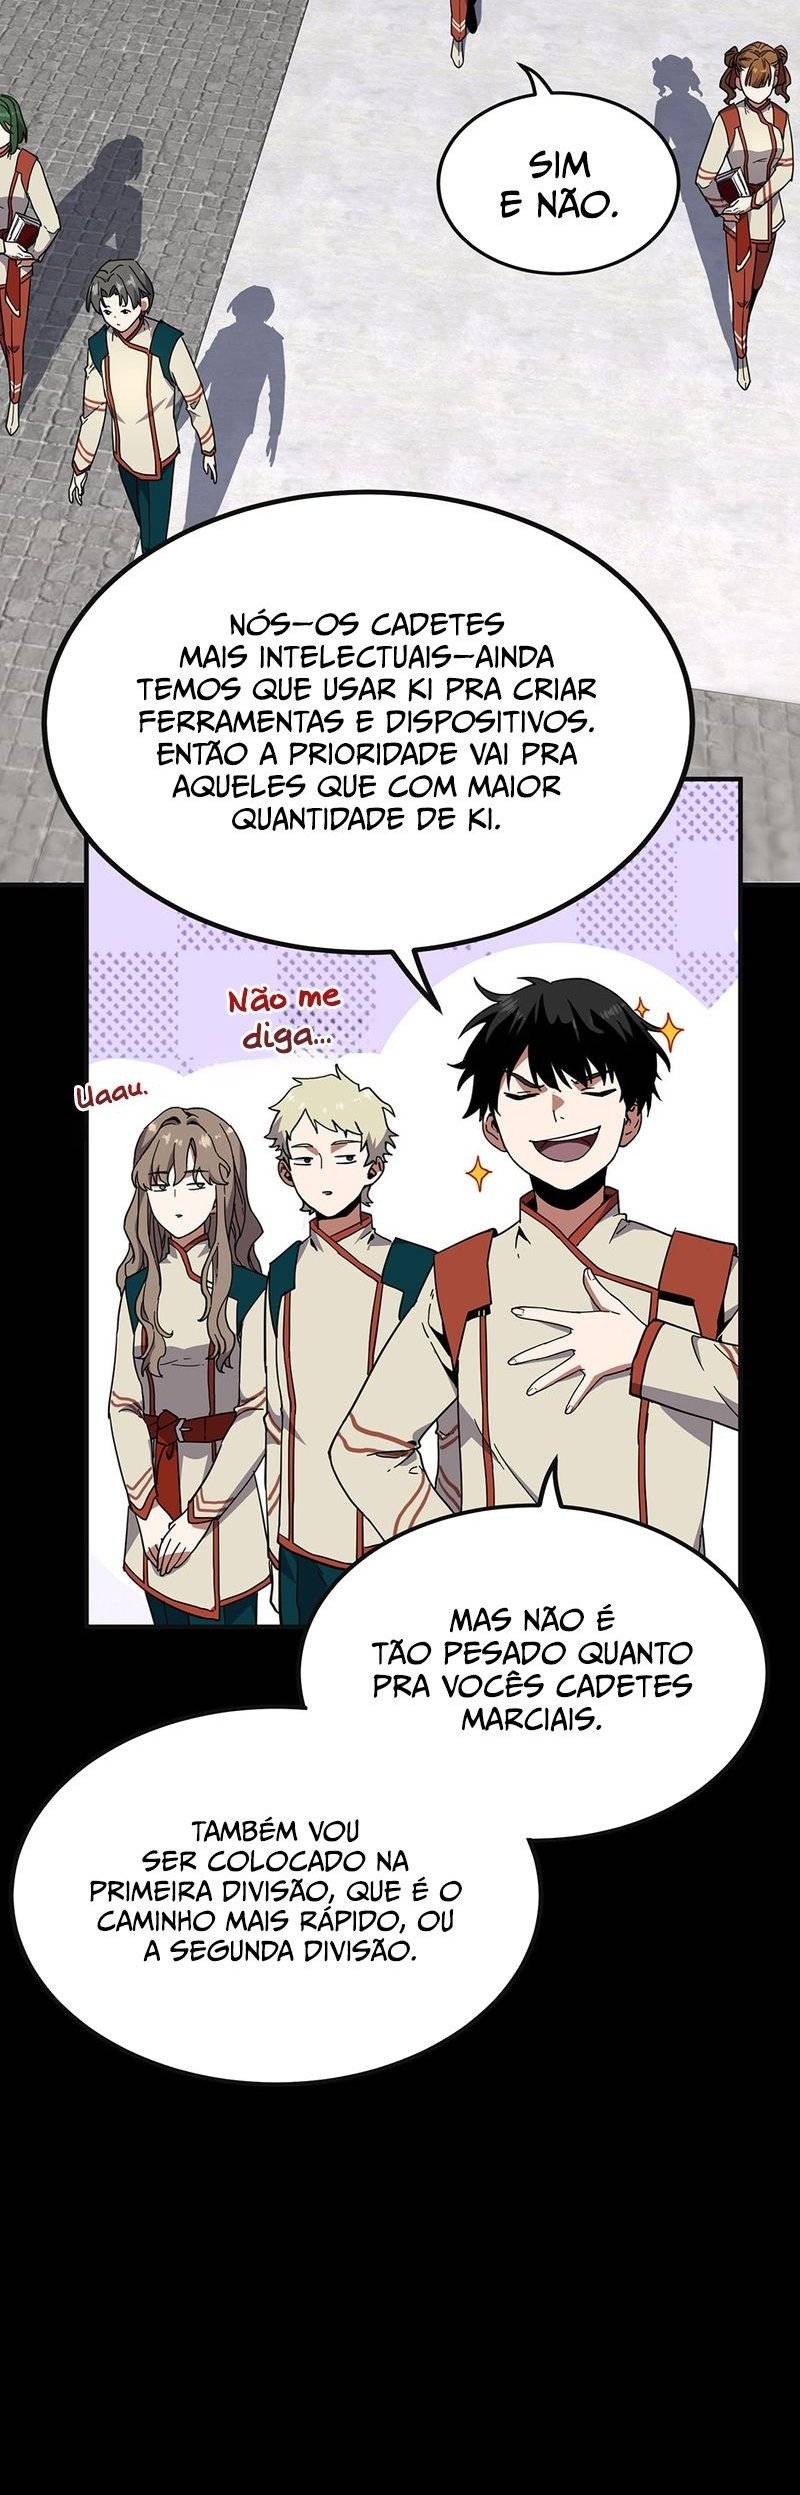 SIM
E NÃO.
NÓS-OS CADETES
MAIS INTELECTUAIS-AINDA
TEMOS QUE USAR KI PRA CRIAR
FERRAMENTAS E DISPOSITIVOS.
ENTÃO A PRIORIDADE VAI PRA
AQUELES QUE COM MAIOR
QUANTIDADE DE KI.
Não me
diga...
Uaau.
MAS NÃO É
TÃO PESADO QUANTO
PRA VOCÊS CADETES
MARCIAIS.
TAMBÉM VOU
SER COLOCADO NA
PRIMEIRA DIVISÃO, QUE É O
CAMINHO MAIS RÁPIDO, OU
A SEGUNDA DIVISÃO.